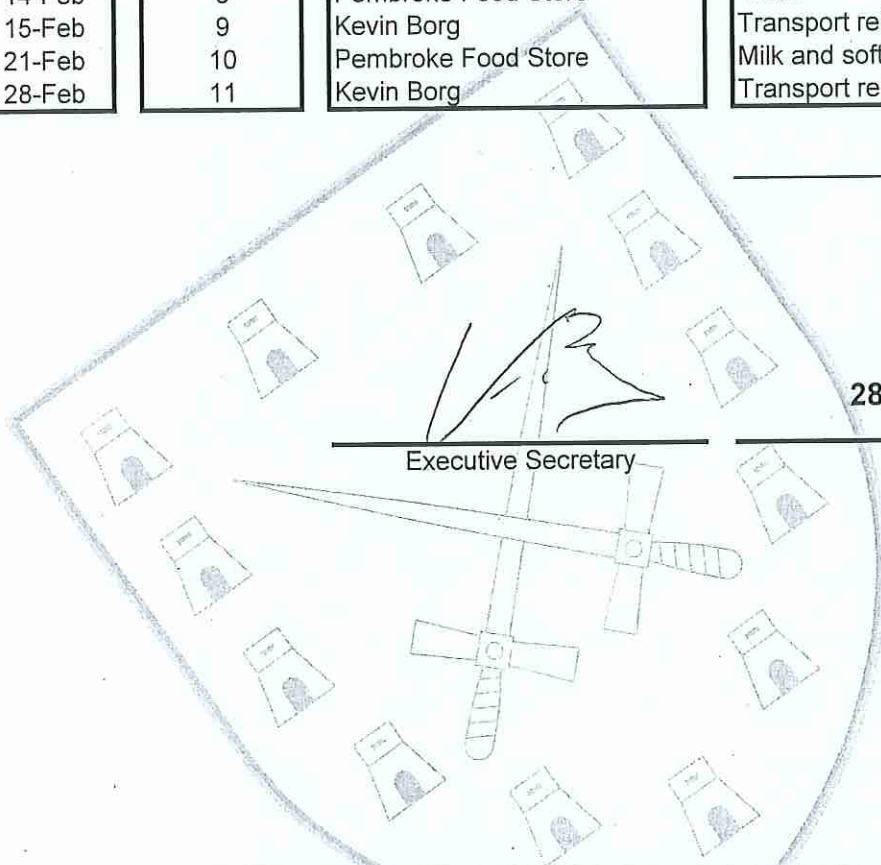 15-Feb 9 Kevin Borg Transport re
21-Feb 10 Pembroke Food Store Milk and soft
28-Feb 11 Kevin Borg Transport re
28
Executive Secretary